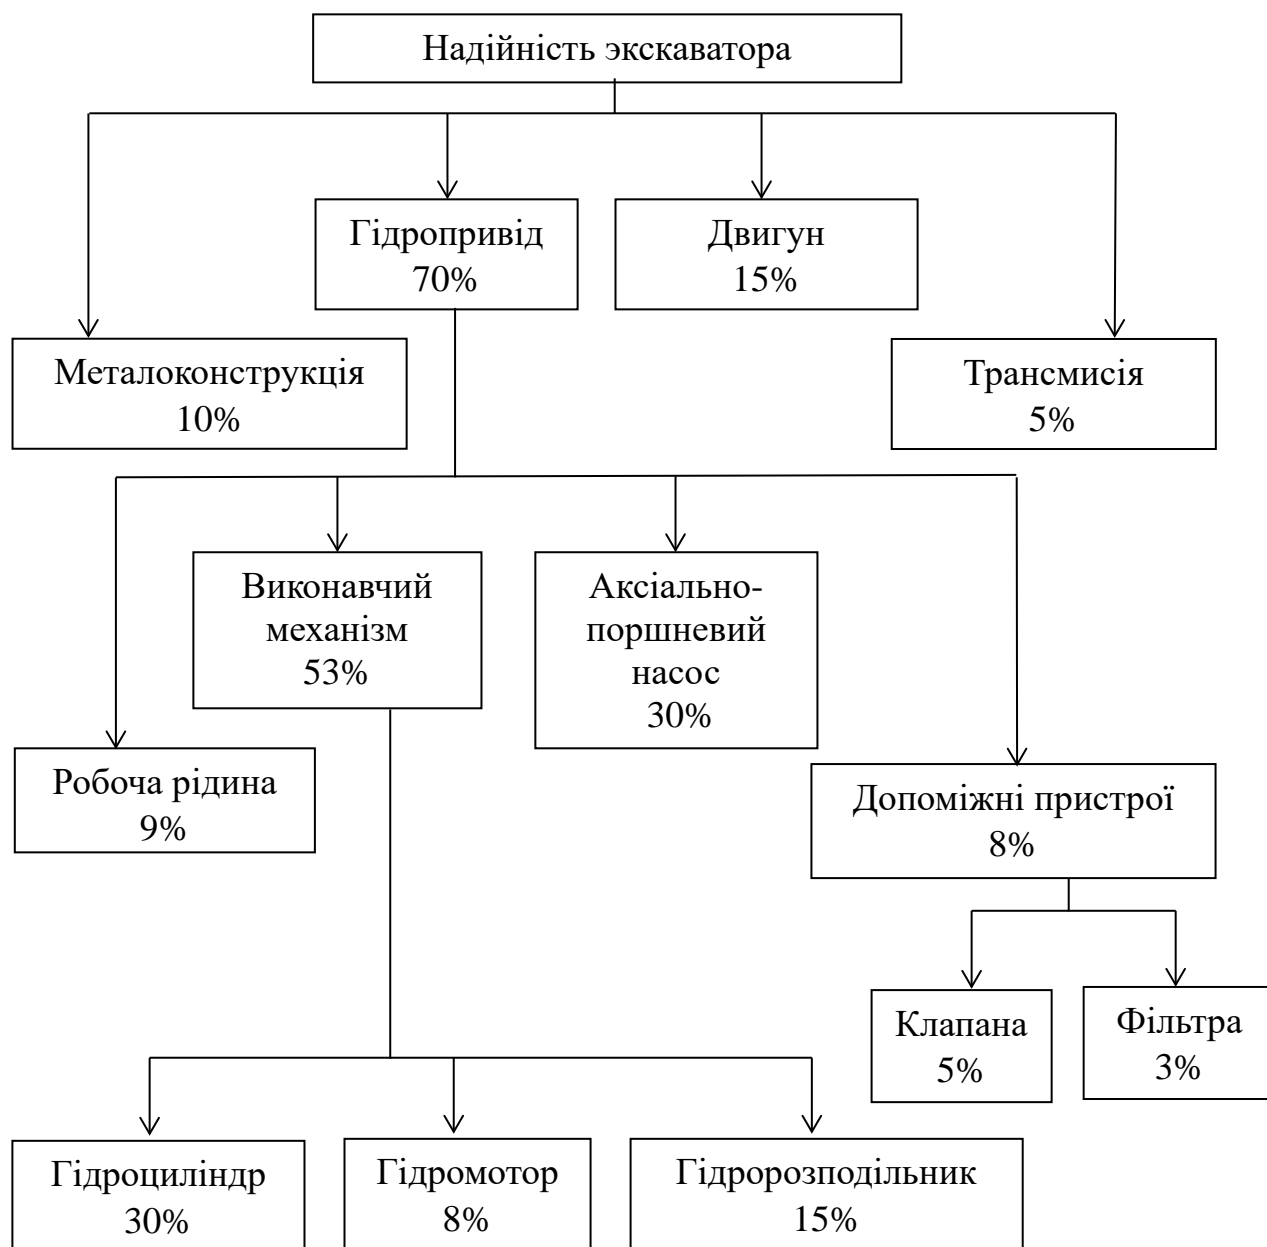 Надійність экскаватора
Гідропривід
70%
Двигун
15%
Металоконструкція
10%
Трансмисія
5%
Виконавчий
механізм
53%
Аксіально-
поршневий
насос
30%
Робоча рідина
9%
Допоміжні пристрої
8%
Клапана
5%
Фільтра
3%
Гідроциліндр
30%
Гідромотор
8%
Гідророзподільник
15%